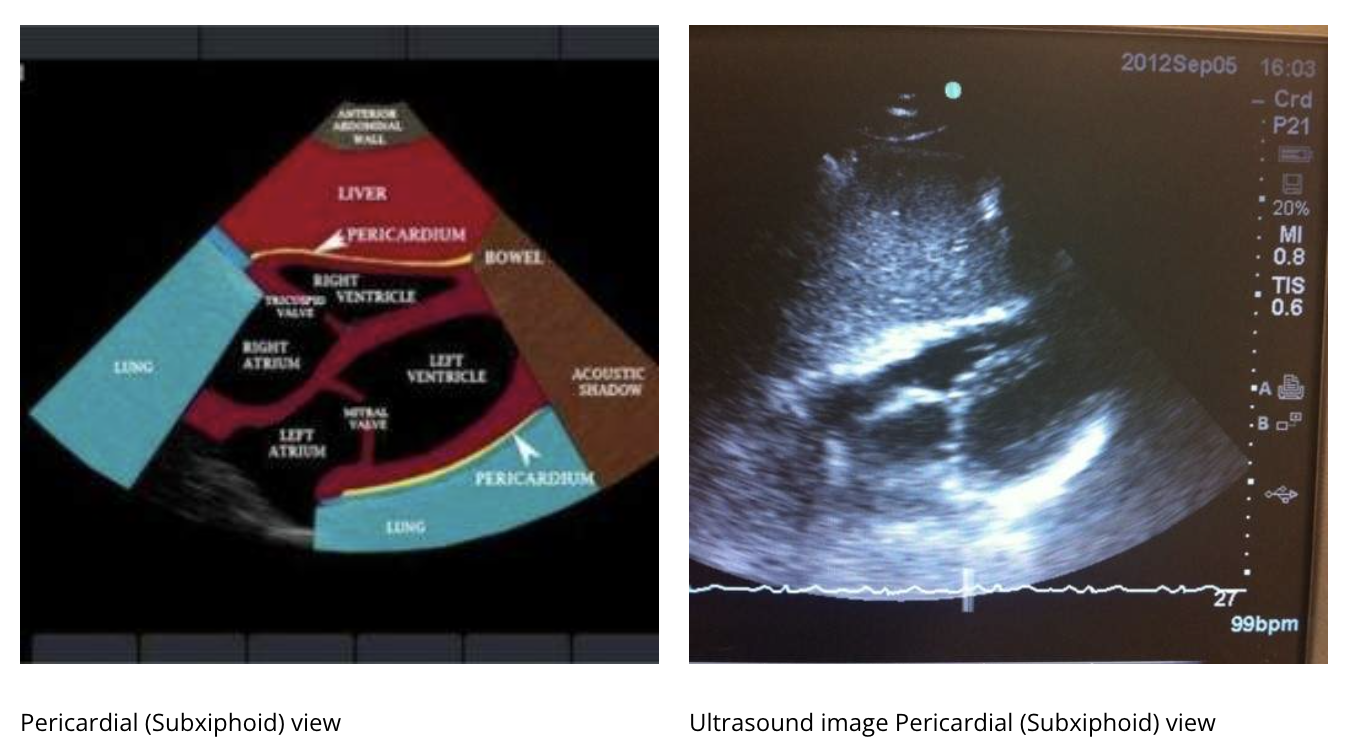 ANTERIOR
ABDOMINAL
WALL
LIVER
PERICARDIUM
BOWEL
RIGHT
VENTRICLE
TRICUSPID
VALVE
RIGHT
ATRIUM
LEFT
VENTRICLE
LUNG
ACOUSTIC
SHADOW
MITRAL
VALVE
LEFT
ATRIUM
PERICARDIUM
LUNG
2012Sep05 16:03
Crd
P21
20%
MI
0.8
TIS
0.6
A
B
27
99bpm
Pericardial (Subxiphoid) view
Ultrasound image Pericardial (Subxiphoid) view